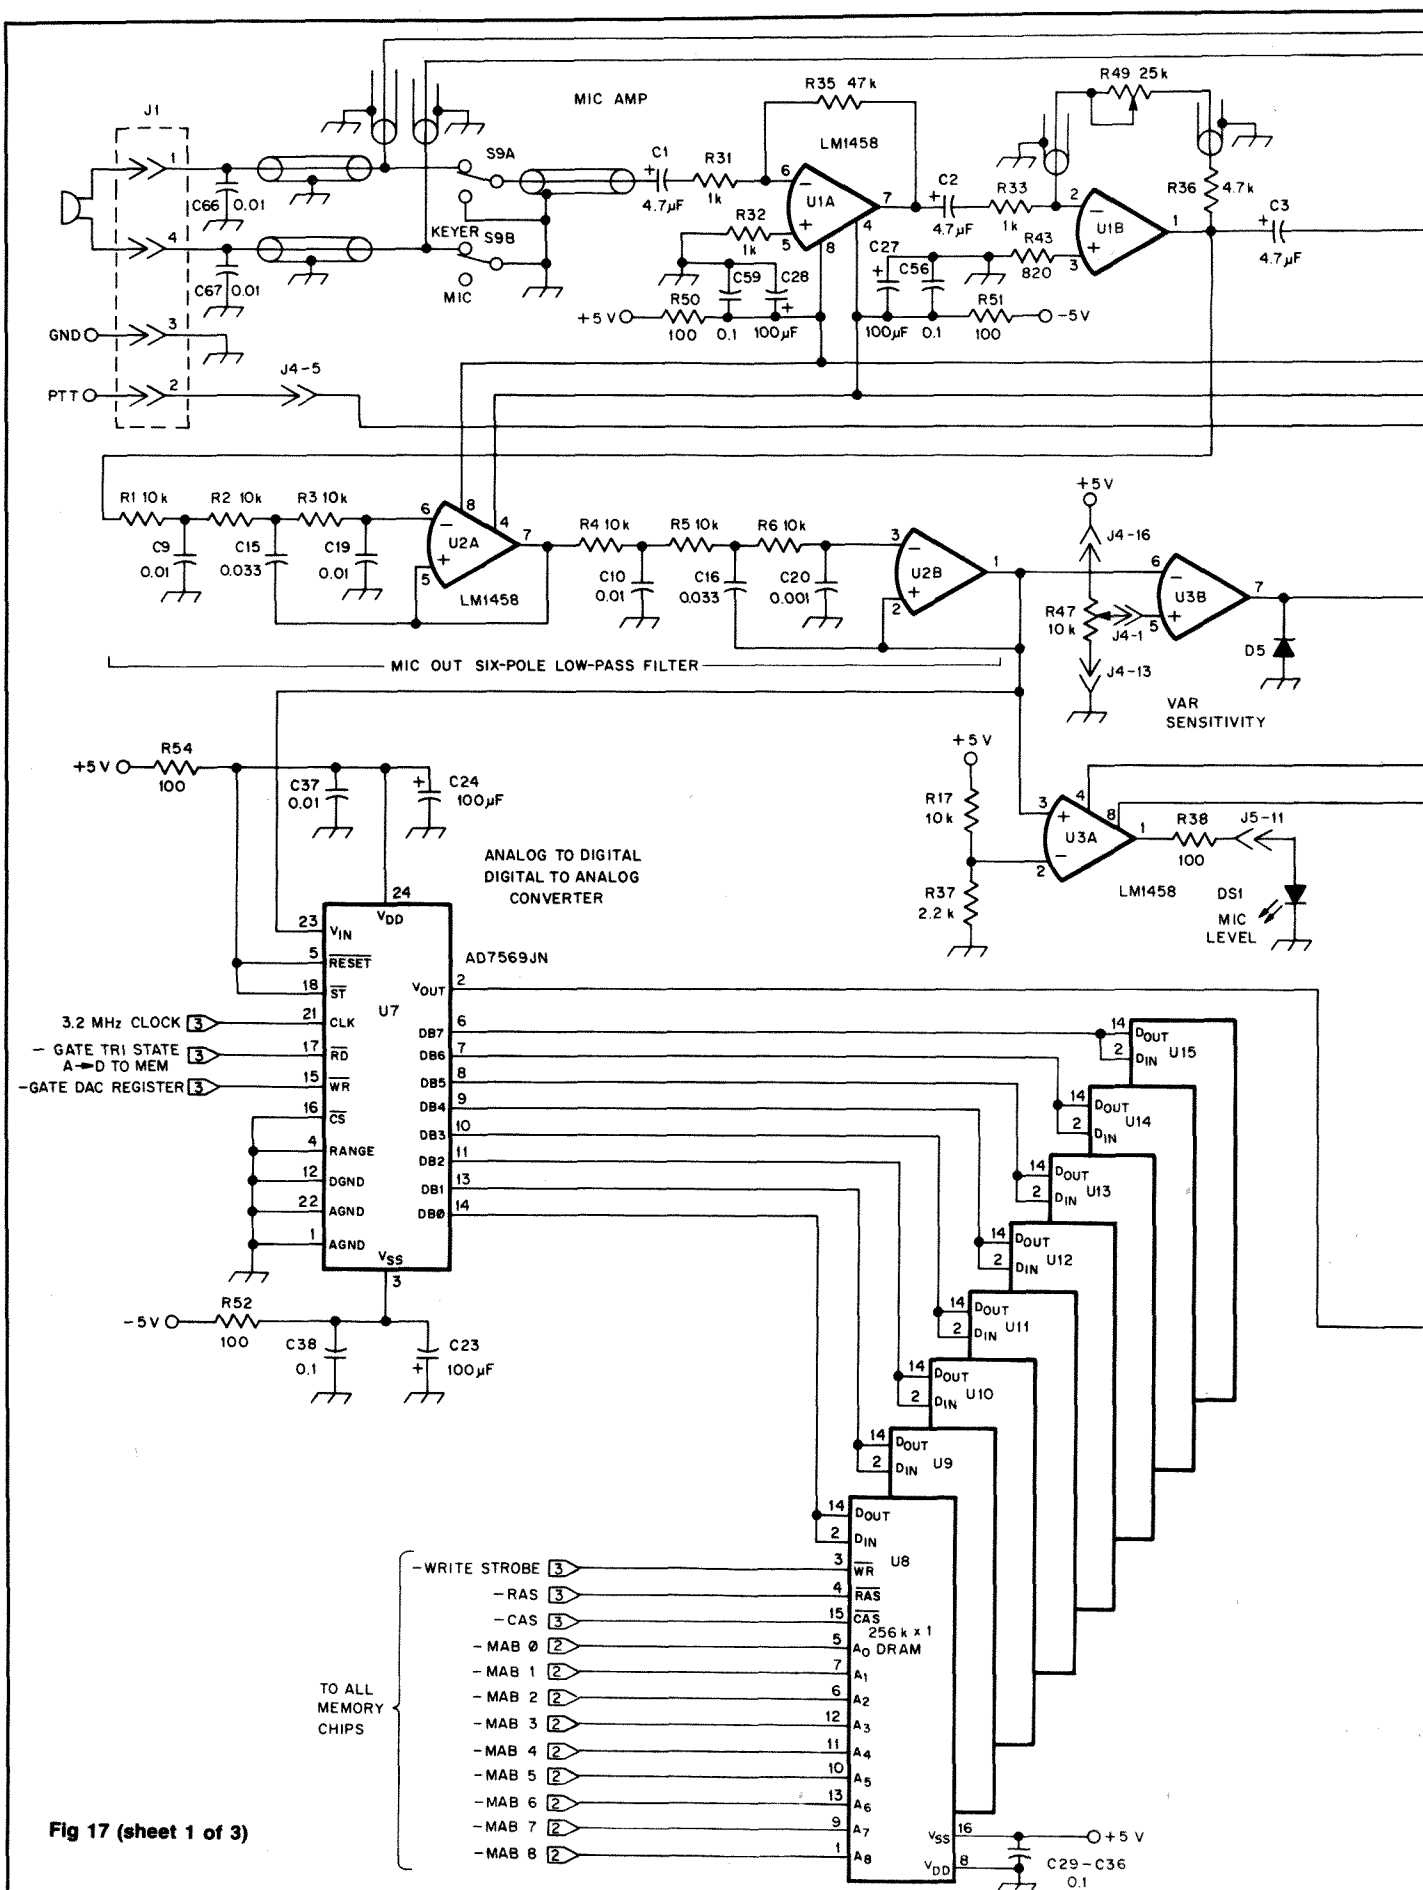 J1
MIC AMP
R35 47k
R49 25k
LM1458
1
C66 0.01
S9A
C1
4.7µF
R31
1k
6
−
U1A
+
5
7
4
8
R32
1k
C2
4.7µF
R33
1k
2
−
U1B
+
3
1
R36 4.7k
C3
4.7µF
4
C67 0.01
KEYER
S9B
MIC
C59
0.1
C28
100µF
+5V
R50
100
C27
100µF
C56
0.1
R43
820
R51
100
−5V
GND
3
PTT
2
J4-5
R1 10k
R2 10k
R3 10k
C9
0.01
C15
0.033
C19
0.01
6
−
U2A
+
5
8
4
7
LM1458
R4 10k
R5 10k
R6 10k
C10
0.01
C16
0.033
C20
0.001
3
−
U2B
+
2
1
+5V
J4-16
R47
10k
J4-1
J4-13
6
−
U3B
+
5
7
D5
VAR
SENSITIVITY
MIC OUT SIX-POLE LOW-PASS FILTER
+5V
R54
100
C37
0.01
+
C24
100µF
+5V
R17
10k
R37
2.2k
3
+
U3A
−
2
4
8
1
LM1458
R38
100
J5-11
DS1
MIC
LEVEL
ANALOG TO DIGITAL
DIGITAL TO ANALOG
CONVERTER
24
VDD
23 VIN
5 RESET
18 ST
21 CLK
17 RD
15 WR
16 CS
4 RANGE
12 DGND
22 AGND
1 AGND
VSS
3
U7
AD7569JN
VOUT 2
DB7 6
DB6 7
DB5 8
DB4 9
DB3 10
DB2 11
DB1 13
DBØ 14
3.2 MHz CLOCK 3
− GATE TRI STATE 3
A→D TO MEM
−GATE DAC REGISTER 3
−5V
R52
100
C38
0.1
+
C23
100µF
14 DOUT
2 DIN
U15
14 DOUT
2 DIN
U14
14 DOUT
2 DIN
U13
14 DOUT
2 DIN
U12
14 DOUT
2 DIN
U11
14 DOUT
2 DIN
U10
14 DOUT
2 DIN
U9
14 DOUT
2 DIN
U8
−WRITE STROBE 3 3 WR
−RAS 3 4 RAS
−CAS 3 15 CAS
256k x 1
DRAM
−MAB Ø 2 5 A0
−MAB 1 2 7 A1
−MAB 2 2 6 A2
−MAB 3 2 12 A3
−MAB 4 2 11 A4
−MAB 5 2 10 A5
−MAB 6 2 13 A6
−MAB 7 2 9 A7
−MAB 8 2 1 A8
TO ALL
MEMORY
CHIPS
VSS 16
+5 V
VDD 8
C29−C36
0.1
Fig 17 (sheet 1 of 3)